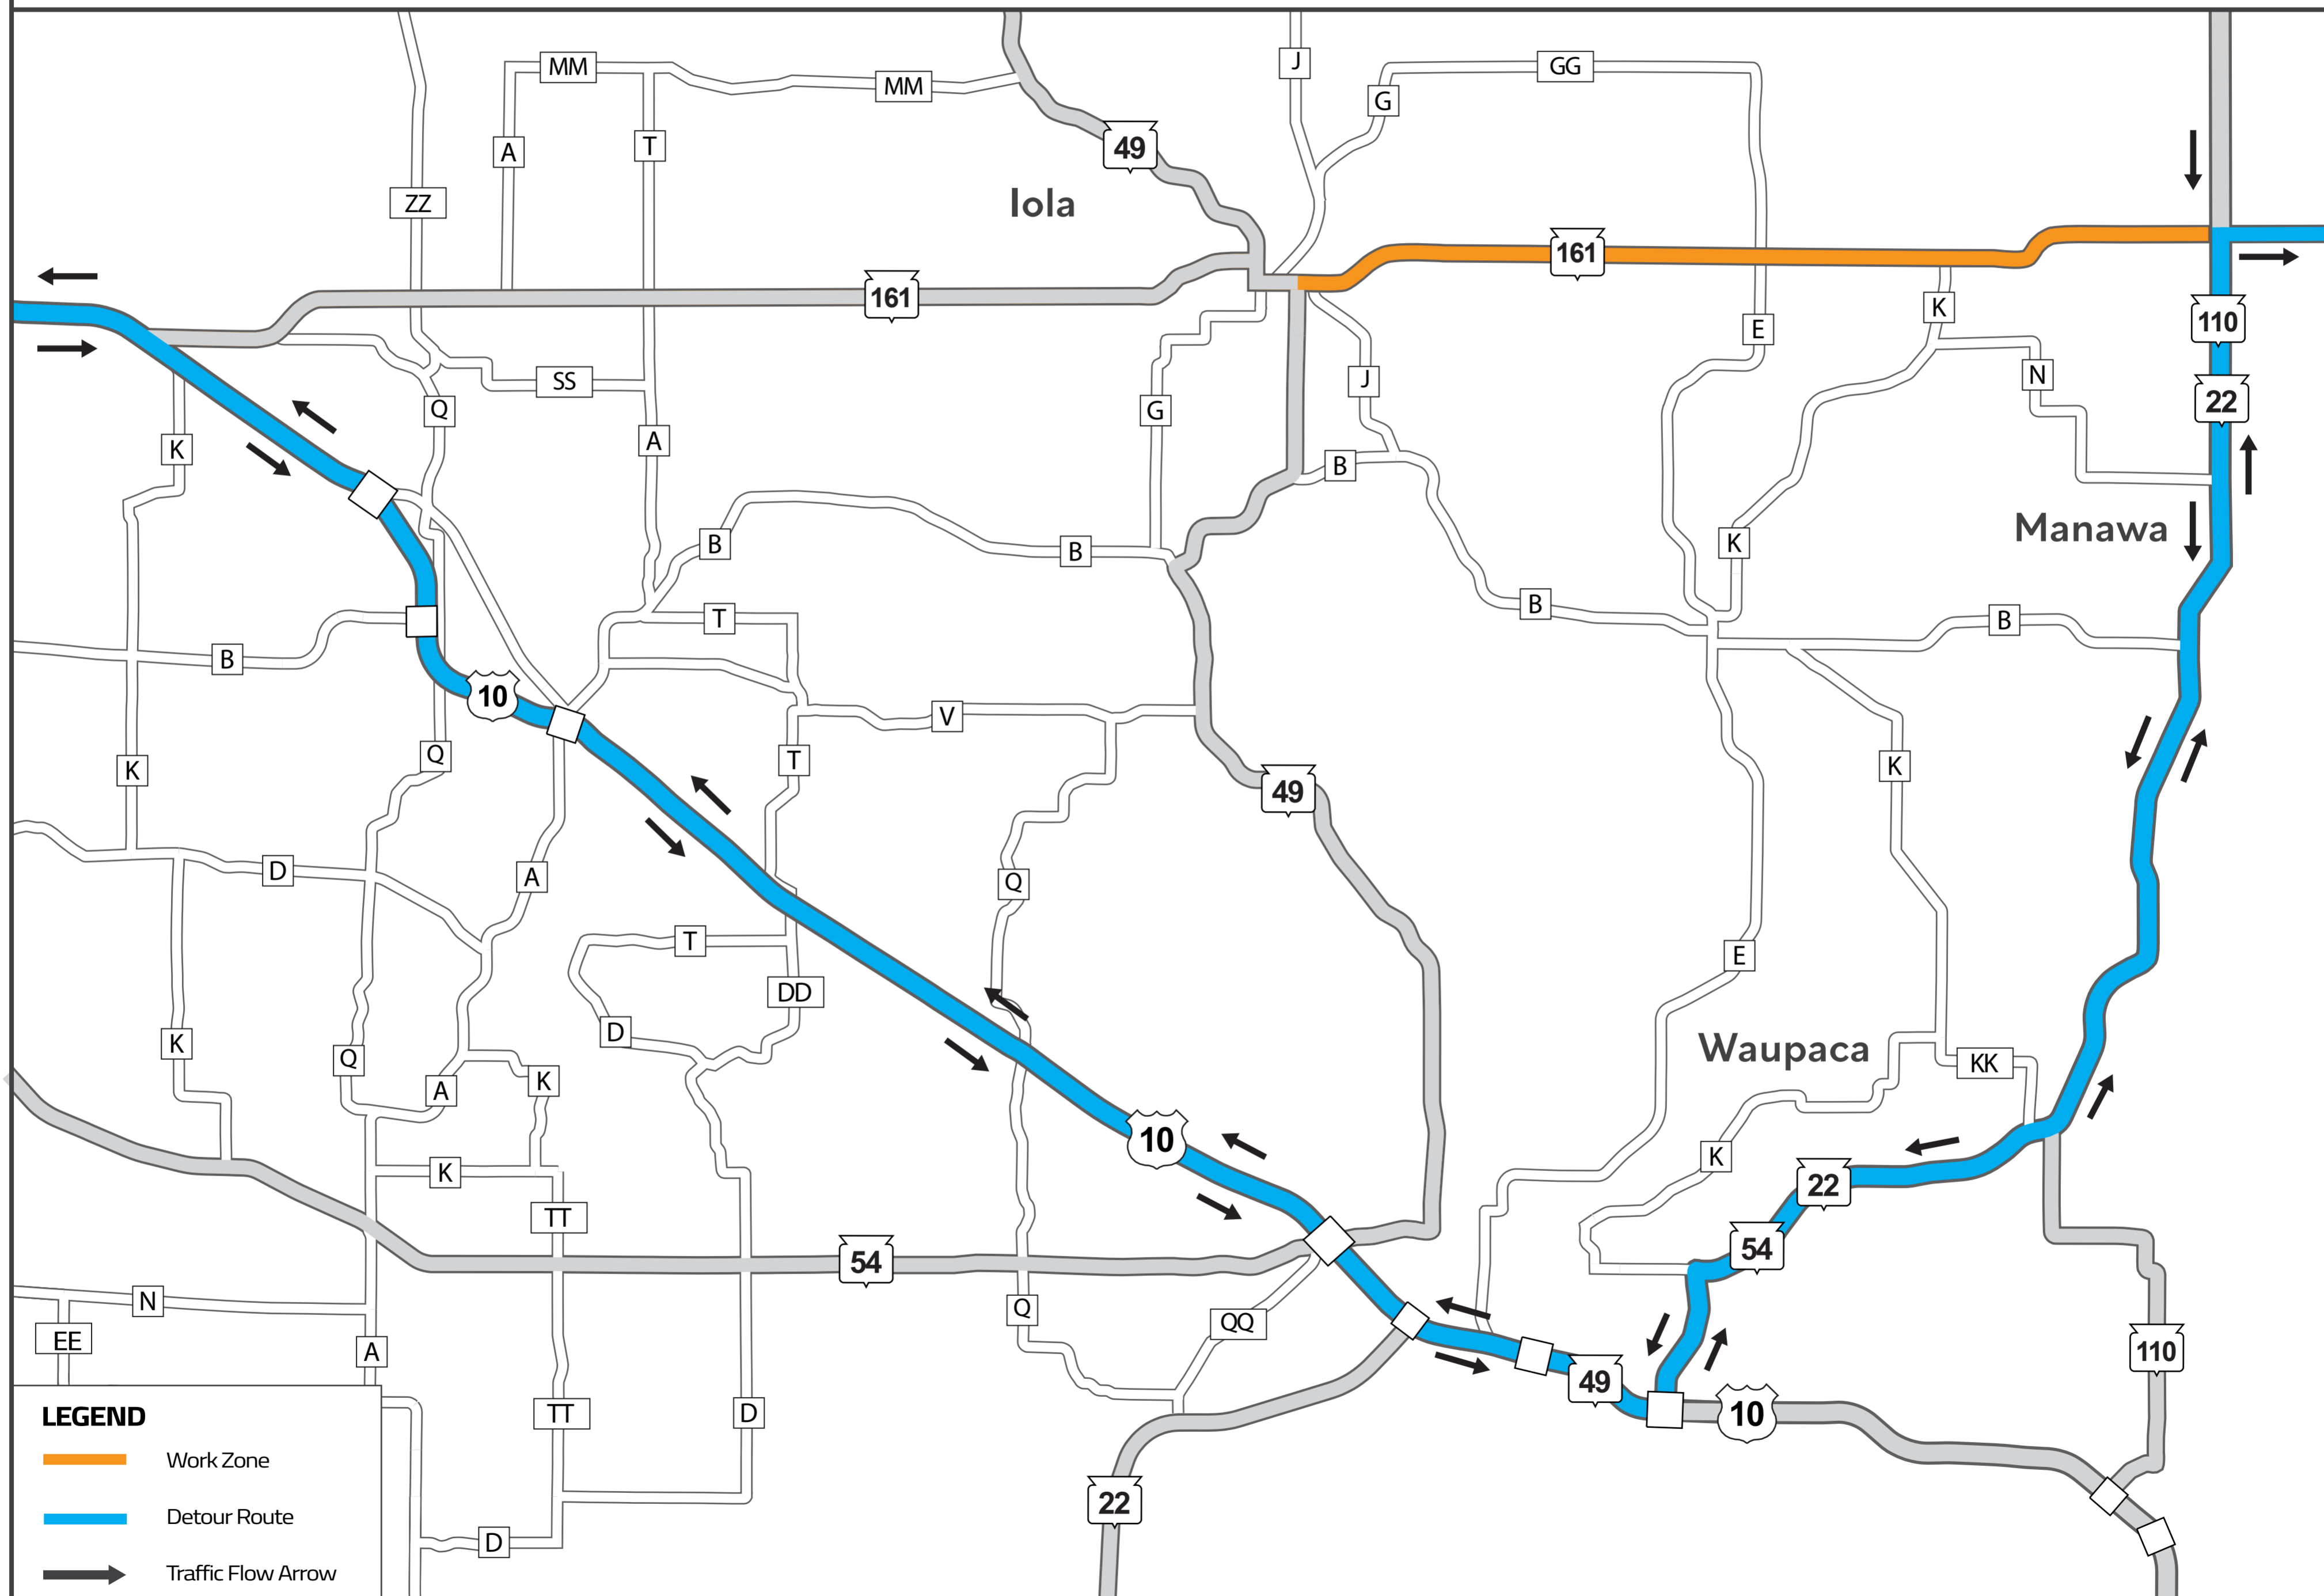 MM
J
GG
MM
G
49
A
T
ZZ
Iola
161
161
K
110
E
SS
J
N
22
Q
G
A
K
B
Manawa
K
B
B
B
T
B
B
10
V
Q
T
K
K
49
D
A
Q
T
E
DD
D
K
Waupaca
Q
KK
K
A
10
K
K
22
TT
54
54
N
Q
QQ
EE
A
110
49
TT
D
10
LEGEND
Work Zone
22
Detour Route
D
Traffic Flow Arrow